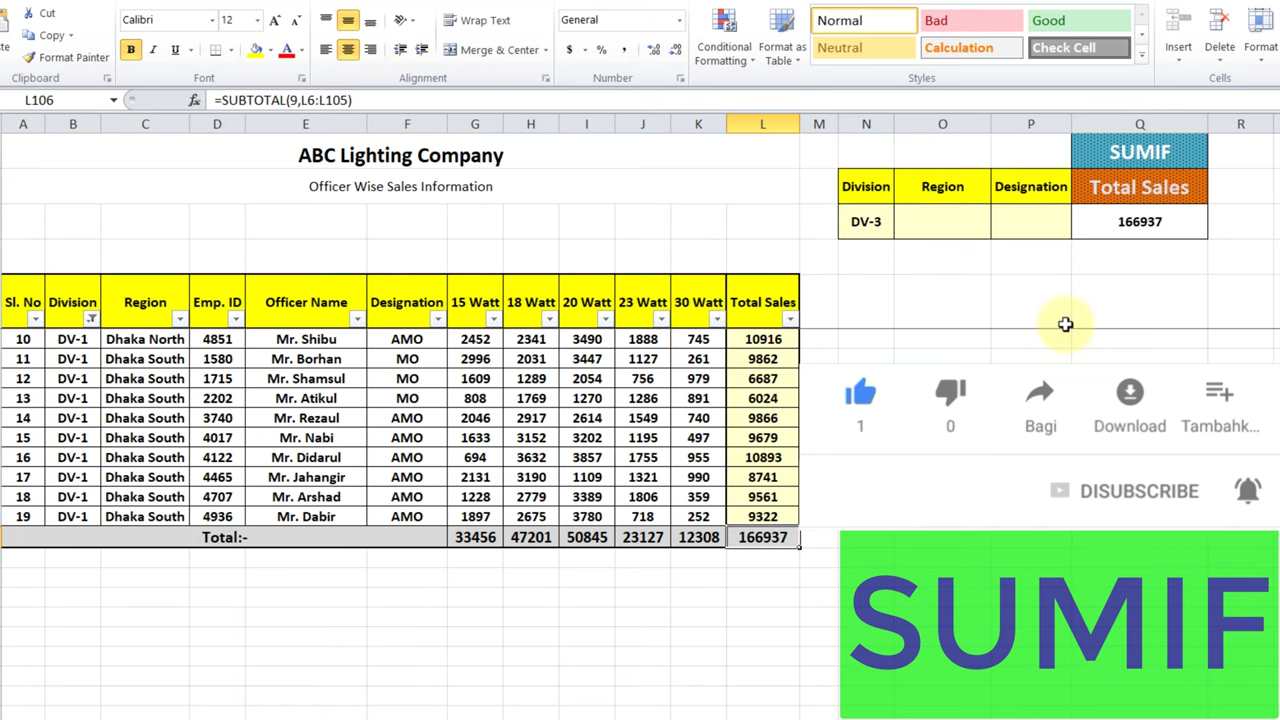 Cut
Copy
Format Painter
Clipboard
Calibri 12
B I U A
Font
Wrap Text
Merge & Center
Alignment
General
$ % ,
Number
Conditional Formatting
Format as Table
Normal Bad Good
Neutral Calculation Check Cell
Styles
Insert Delete Format
Cells
L106 fx =SUBTOTAL(9,L6:L105)
A B C D E F G H I J K L M N O P Q R
ABC Lighting Company
Officer Wise Sales Information
SUMIF
Division Region Designation Total Sales
DV-3 166937
Sl. No Division Region Emp. ID Officer Name Designation 15 Watt 18 Watt 20 Watt 23 Watt 30 Watt Total Sales
10 DV-1 Dhaka North 4851 Mr. Shibu AMO 2452 2341 3490 1888 745 10916
11 DV-1 Dhaka South 1580 Mr. Borhan MO 2996 2031 3447 1127 261 9862
12 DV-1 Dhaka South 1715 Mr. Shamsul MO 1609 1289 2054 756 979 6687
13 DV-1 Dhaka South 2202 Mr. Atikul MO 808 1769 1270 1286 891 6024
14 DV-1 Dhaka South 3740 Mr. Rezaul AMO 2046 2917 2614 1549 740 9866
15 DV-1 Dhaka South 4017 Mr. Nabi AMO 1633 3152 3202 1195 497 9679
16 DV-1 Dhaka South 4122 Mr. Didarul AMO 694 3632 3857 1755 955 10893
17 DV-1 Dhaka South 4465 Mr. Jahangir AMO 2131 3190 1109 1321 990 8741
18 DV-1 Dhaka South 4707 Mr. Arshad AMO 1228 2779 3389 1806 359 9561
19 DV-1 Dhaka South 4936 Mr. Dabir AMO 1897 2675 3780 718 252 9322
Total:- 33456 47201 50845 23127 12308 166937
1 0 Bagi Download Tambahk...
DISUBSCRIBE
SUMIF